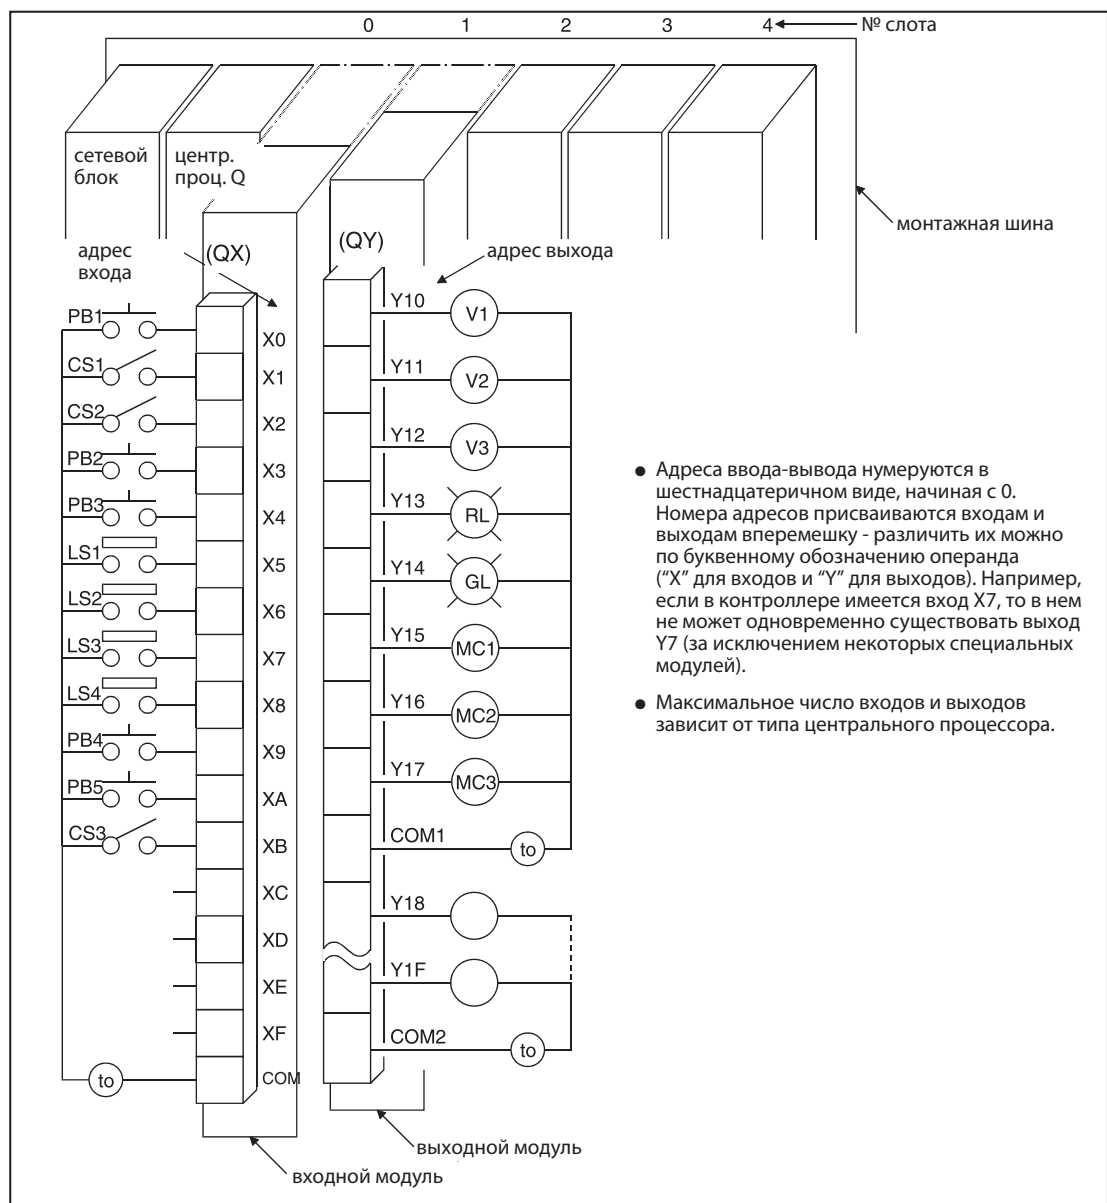 0 1 2 3 4 № слота
сетевой
блок
центр.
проц. Q
монтажная шина
адрес
входа
(QX)
(QY)
адрес выхода
PB1
X0
CS1
X1
CS2
X2
PB2
X3
PB3
X4
LS1
X5
LS2
X6
LS3
X7
LS4
X8
PB4
X9
PB5
XA
CS3
XB
XC
XD
XE
XF
to
COM
Y10
V1
Y11
V2
Y12
V3
Y13
RL
Y14
GL
Y15
MC1
Y16
MC2
Y17
MC3
COM1
to
Y18
Y1F
COM2
to
● Адреса ввода-вывода нумеруются в
шестнадцатеричном виде, начиная с 0.
Номера адресов присваиваются входам и
выходам вперемешку - различить их можно
по буквенному обозначению операнда
(“X” для входов и “Y” для выходов). Например,
если в контроллере имеется вход X7, то в нем
не может одновременно существовать выход
Y7 (за исключением некоторых специальных
модулей).
● Максимальное число входов и выходов
зависит от типа центрального процессора.
выходной модуль
входной модуль